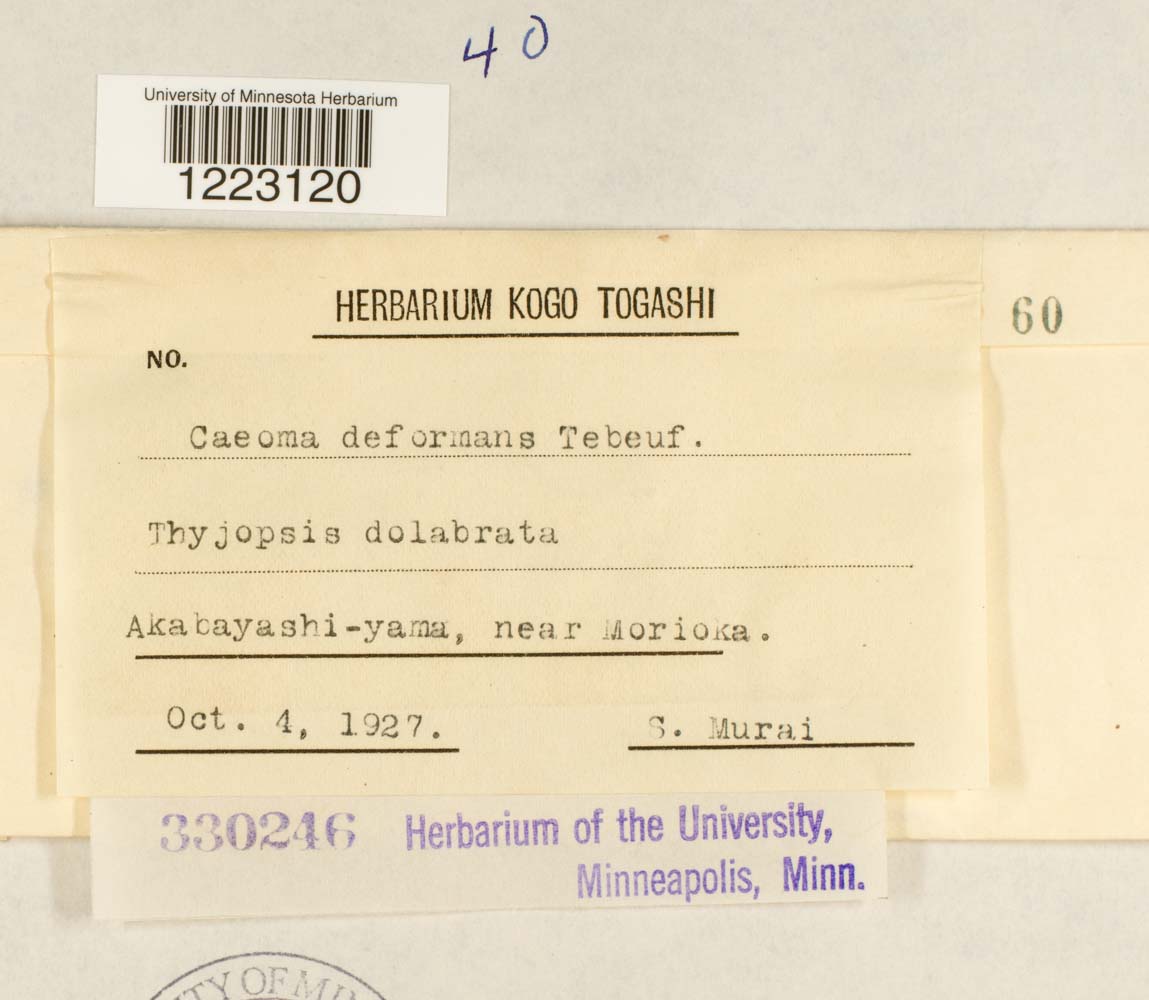 40
University of Minnesota Herbarium
1223120
HERBARIUM KOGO TOGASHI
60
NO.
Caeoma deformans Tebeuf.
Thyjopsis dolabrata
Akabayashi-yama, near Morioka.
Oct. 4, 1927.
S. Murai
330246 Herbarium of the University,
Minneapolis, Minn.
OF